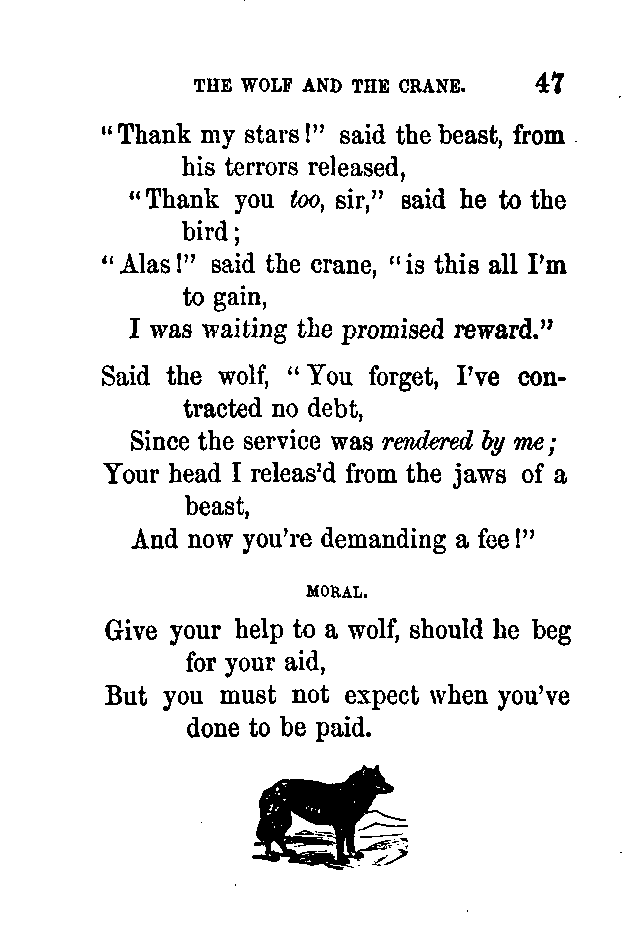 THE WOLF AND THE CRANE. 47
"Thank my stars!" said the beast, from
his terrors released,
"Thank you too, sir," said he to the
bird;
"Alas!" said the crane, "is this all I'm
to gain,
I was waiting the promised reward."
Said the wolf, "You forget, I've con-
tracted no debt,
Since the service was rendered by me;
Your head I releas'd from the jaws of a
beast,
And now you're demanding a fee!"
MORAL.
Give your help to a wolf, should he beg
for your aid,
But you must not expect when you've
done to be paid.